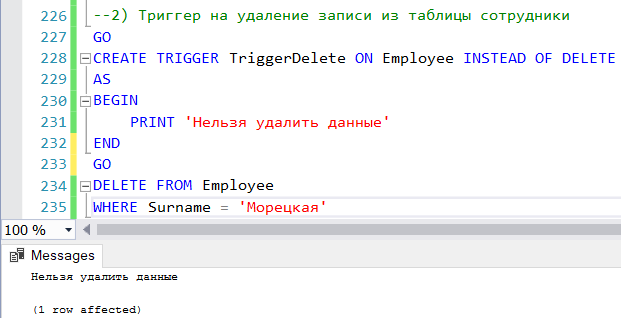 226 --2) Триггер на удаление записи из таблицы сотрудники
227 GO
228 CREATE TRIGGER TriggerDelete ON Employee INSTEAD OF DELETE
229 AS
230 BEGIN
231 PRINT 'Нельзя удалить данные'
232 END
233 GO
234 DELETE FROM Employee
235 WHERE Surname = 'Морецкая'
100 %
Messages
Нельзя удалить данные
(1 row affected)